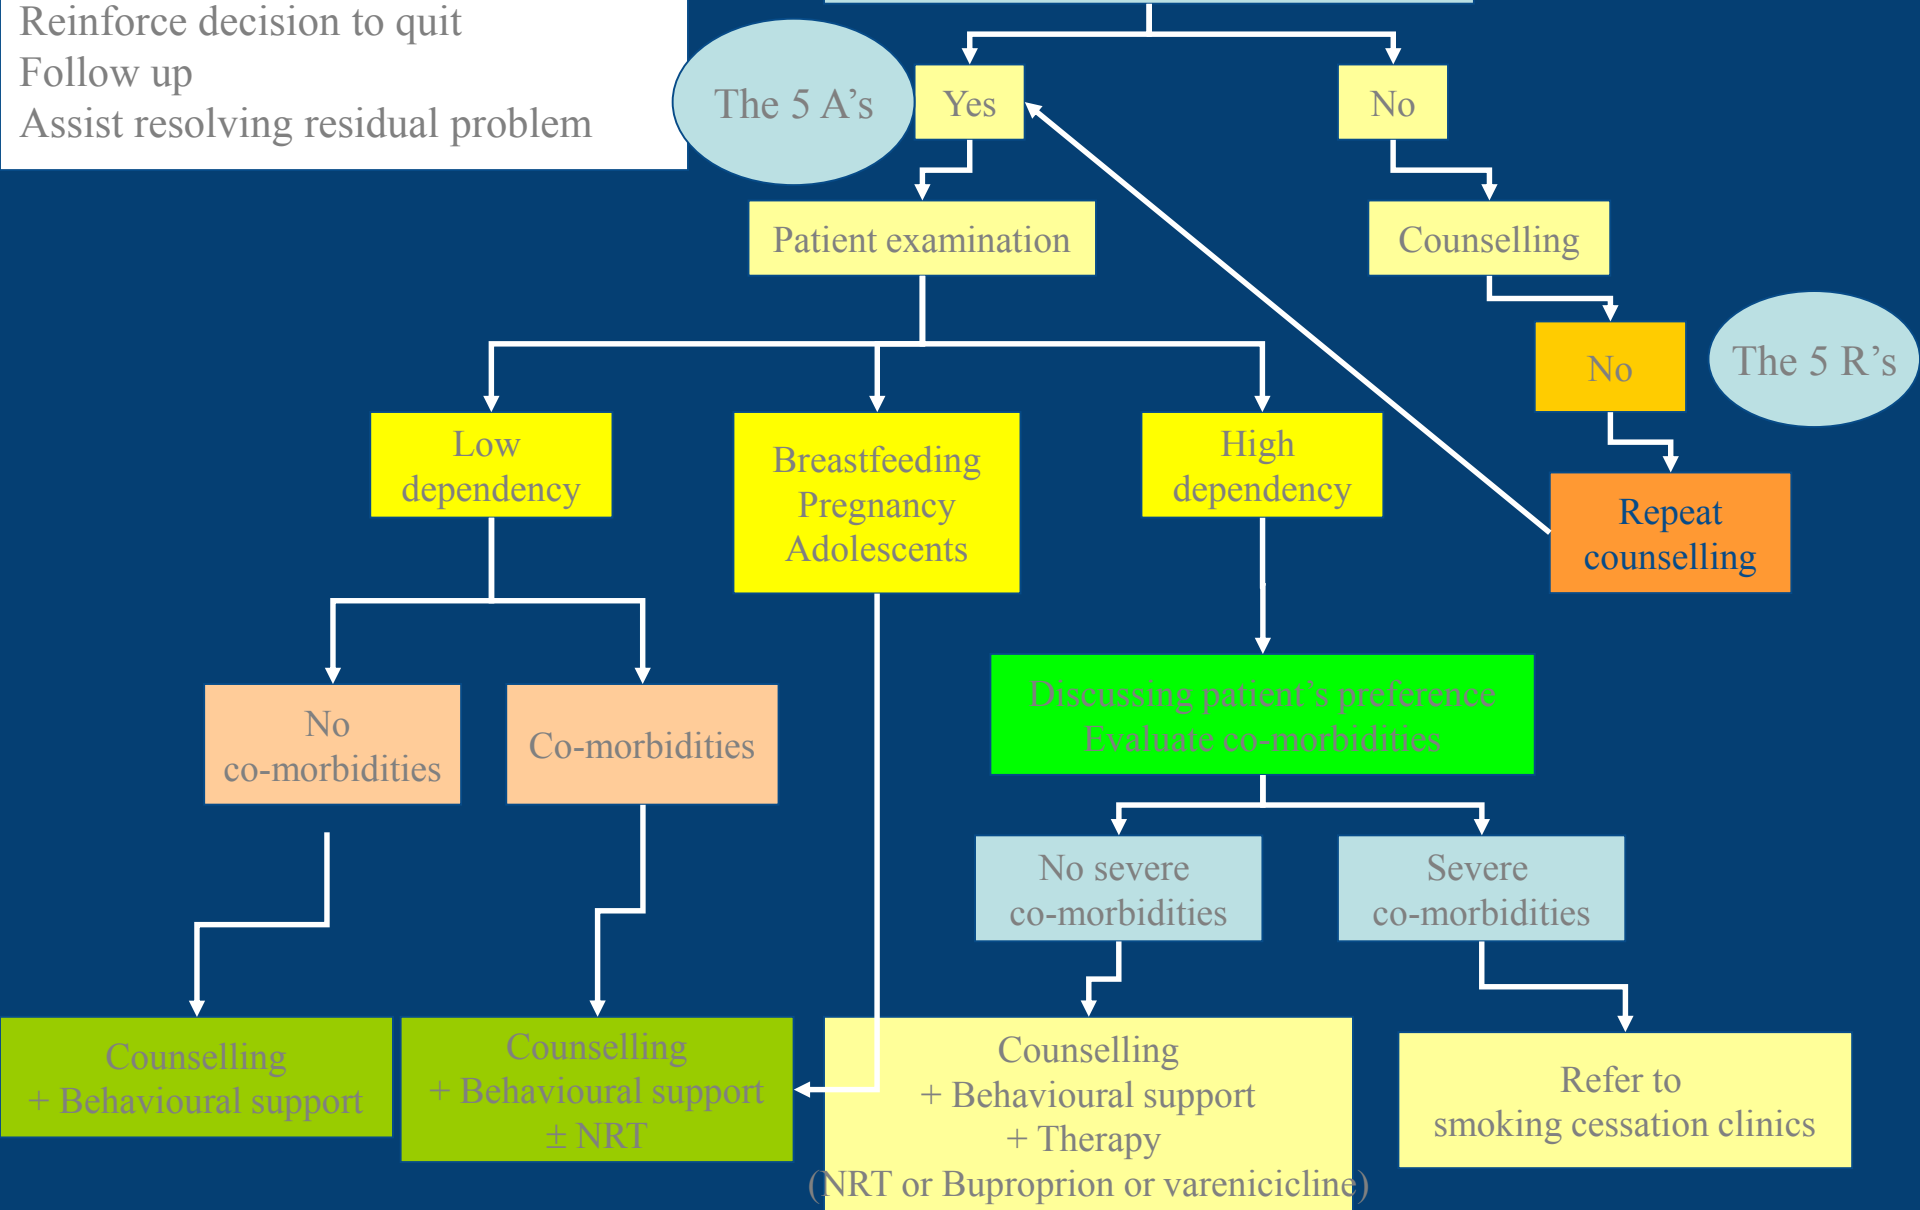 Reinforce decision to quit
Follow up
Assist resolving residual problem
The 5 A’s
Yes
No
Patient examination
Counselling
No
The 5 R’s
Low
dependency
Breastfeeding
Pregnancy
Adolescents
High
dependency
Repeat
counselling
No
co-morbidities
Co-morbidities
Discussing patient’s preference
Evaluate co-morbidities
No severe
co-morbidities
Severe
co-morbidities
Counselling
+ Behavioural support
Counselling
+ Behavioural support
± NRT
Counselling
+ Behavioural support
+ Therapy
(NRT or Buproprion or varenicicline)
Refer to
smoking cessation clinics